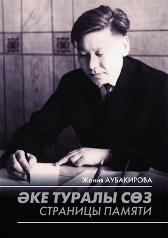 Жания АУБАКИРОВА
ӘКЕ ТУРАЛЫ СӨЗ
СТРАНИЦЫ ПАМЯТИ